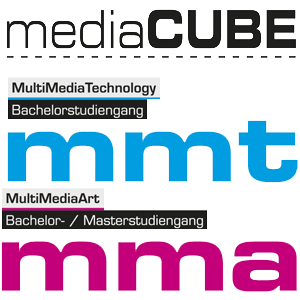 mediaCUBE
MultiMediaTechnology
Bachelorstudiengang
mmt
MultiMediaArt
Bachelor- / Masterstudiengang
mma